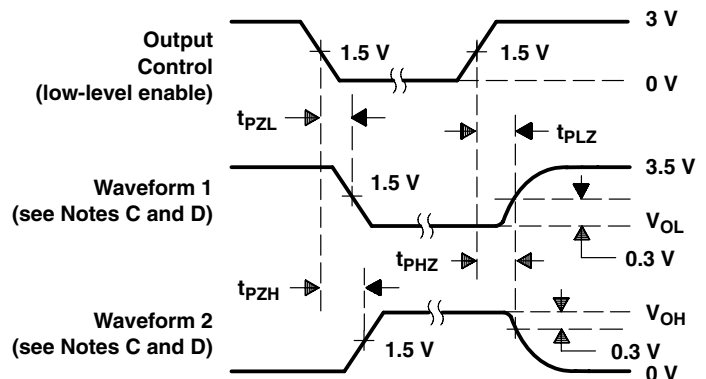 Output
Control
(low-level enable)
1.5 V
1.5 V
3 V
0 V
tPZL
tPLZ
Waveform 1
(see Notes C and D)
1.5 V
3.5 V
VOL
0.3 V
tPHZ
tPZH
Waveform 2
(see Notes C and D)
1.5 V
VOH
0.3 V
0 V